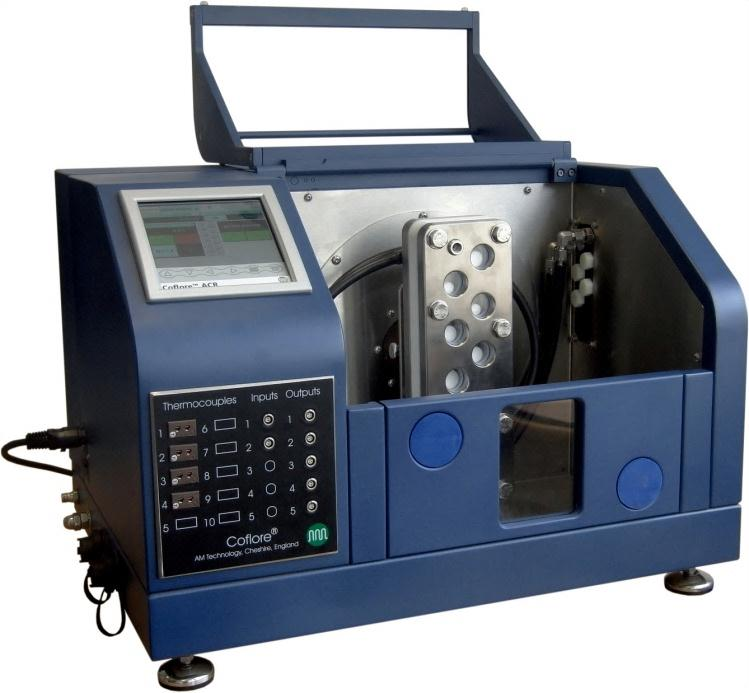 Coflore™ ACR
Thermocouples Inputs Outputs
1 6 1 1
2 7 2 2
3 8 3 3
4 9 4 4
5 10 5 5
Coflore®
AM Technology, Cheshire, England